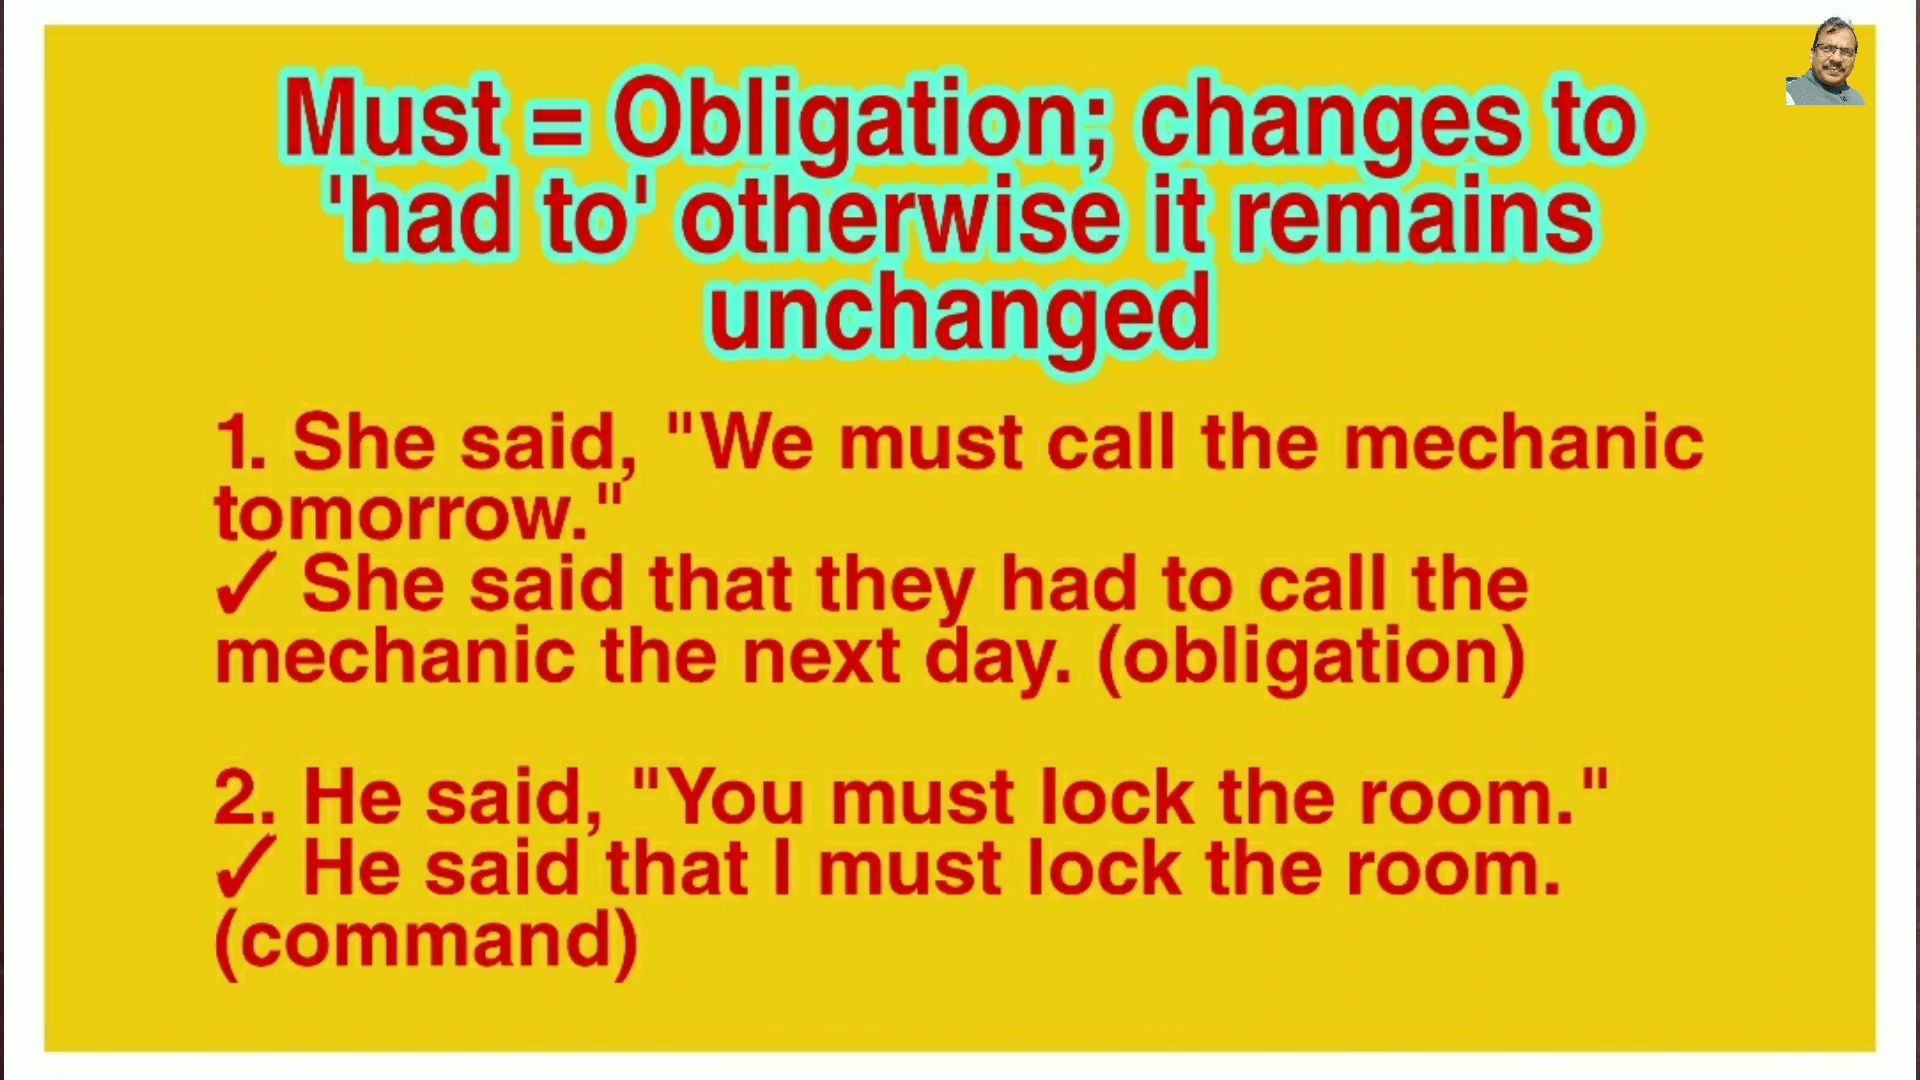 Must = Obligation; changes to
'had to' otherwise it remains
unchanged
1. She said, "We must call the mechanic
tomorrow."
✓ She said that they had to call the
mechanic the next day. (obligation)
2. He said, "You must lock the room."
✓ He said that I must lock the room.
(command)